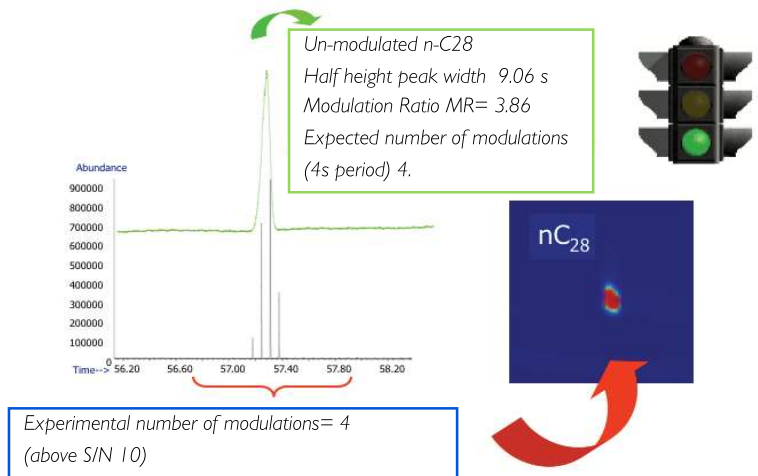 Un-modulated n-C28
Half height peak width 9.06 s
Modulation Ratio MR= 3.86
Expected number of modulations
(4s period) 4.
Abundance
900000
800000
700000
600000
500000
400000
300000
200000
100000
0
Time-->
56.20 56.60 57.00 57.40 57.80 58.20
nC28
Experimental number of modulations= 4
(above S/N 10)